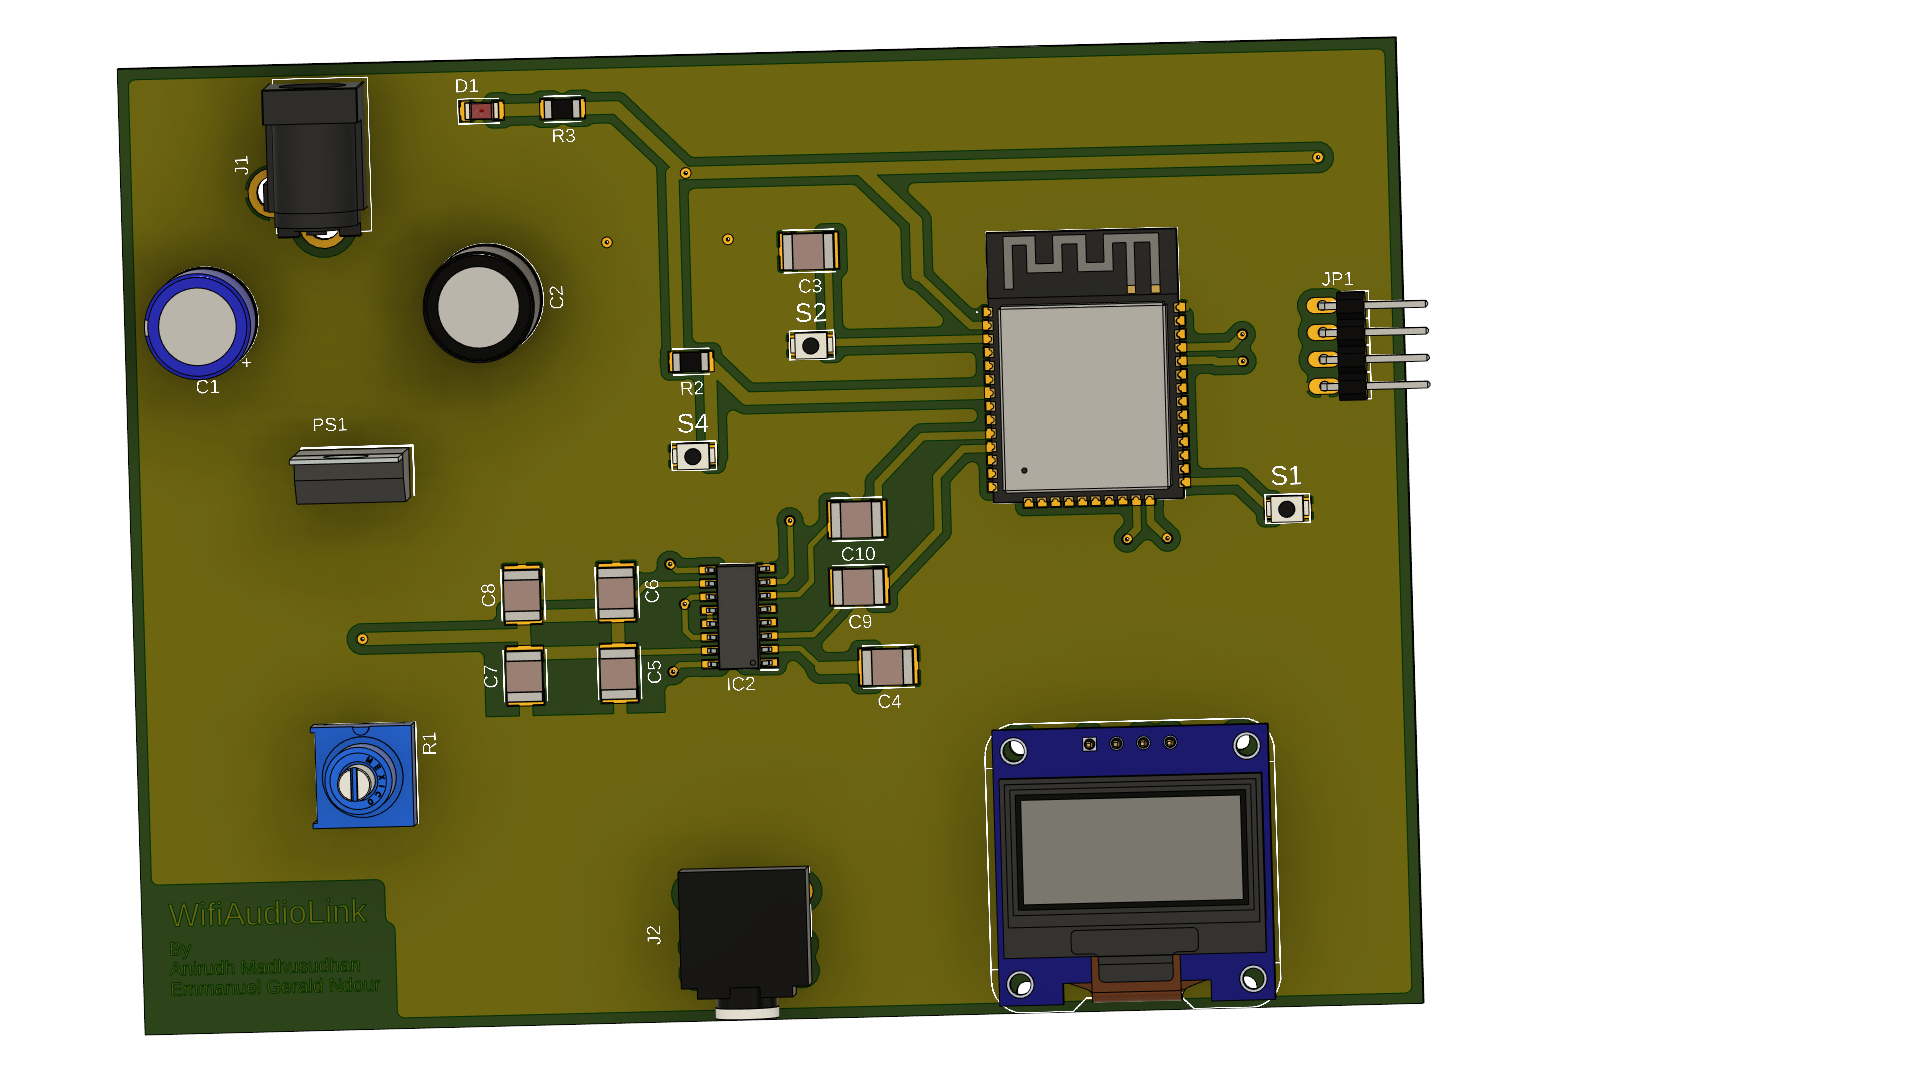 D1
R3
J1
C3
S2
JP1
C2
C1
+
R2
S4
PS1
S1
C10
C8
C6
C9
C7
C5
IC2
C4
R1
MEXICO
WifiAudioLink
By
Anirudh Madhusudhan
Emmanuel Gerald Ndour
J2